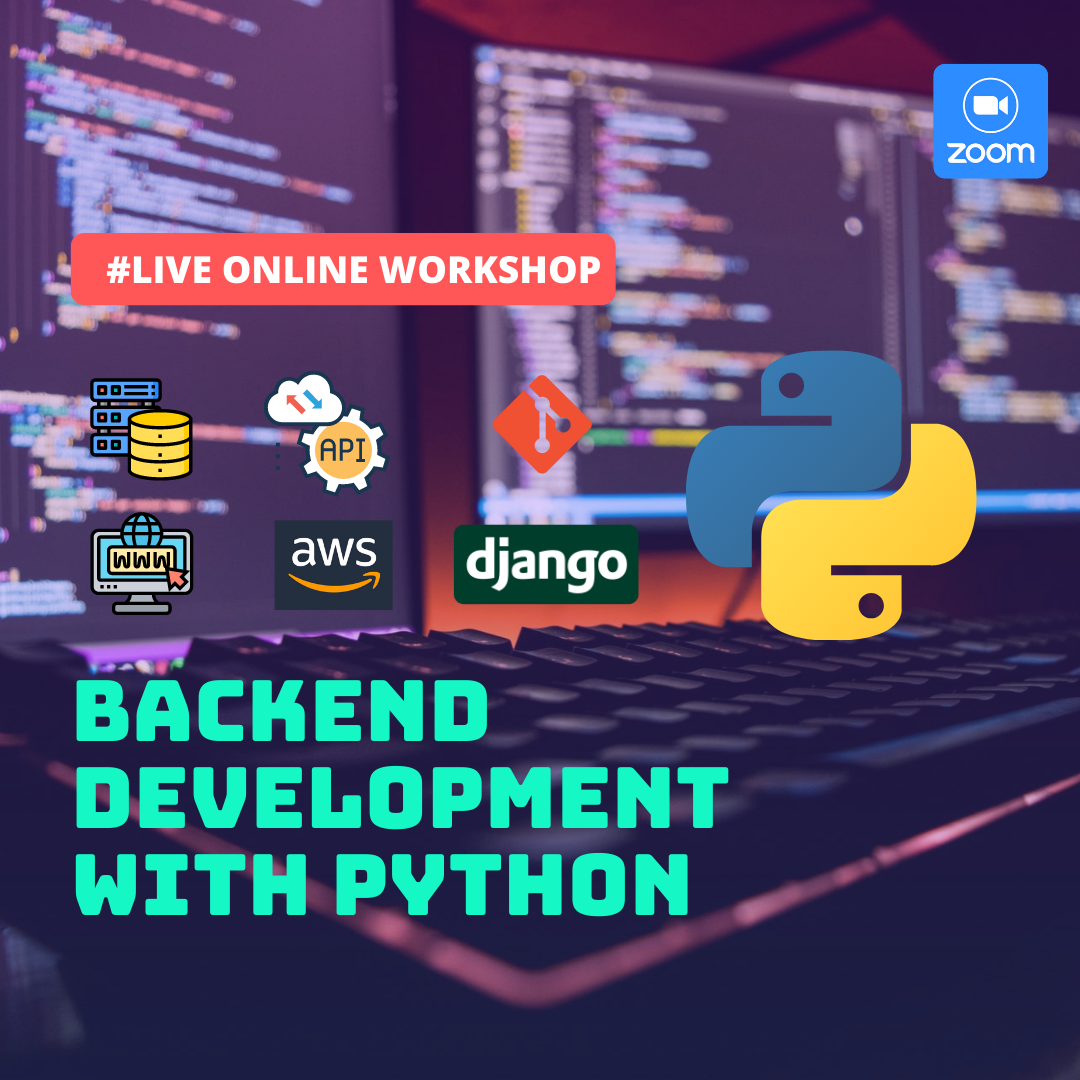 zoom
#LIVE ONLINE WORKSHOP
API
WWW
aws
django
BACKEND
DEVELOPMENT
WITH PYTHON